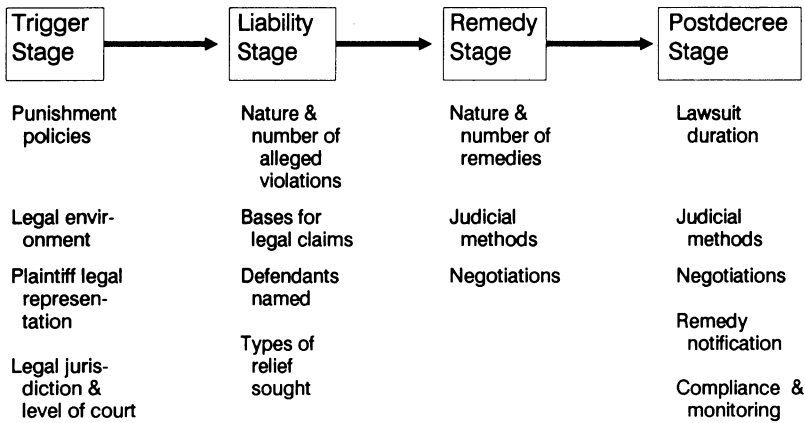 Trigger
Stage
Liability
Stage
Remedy
Stage
Postdecree
Stage
Punishment
policies
Legal envir-
onment
Plaintiff legal
represen-
tation
Legal juris-
diction &
level of court
Nature &
number of
alleged
violations
Bases for
legal claims
Defendants
named
Types of
relief
sought
Nature &
number of
remedies
Judicial
methods
Negotiations
Lawsuit
duration
Judicial
methods
Negotiations
Remedy
notification
Compliance &
monitoring